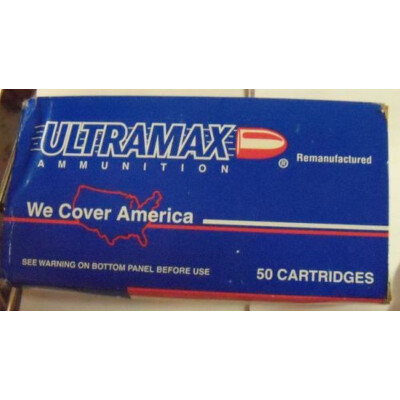 ULTRAMAX
AMMUNITION ®
Remanufactured
We Cover America
SEE WARNING ON BOTTOM PANEL BEFORE USE
50 CARTRIDGES